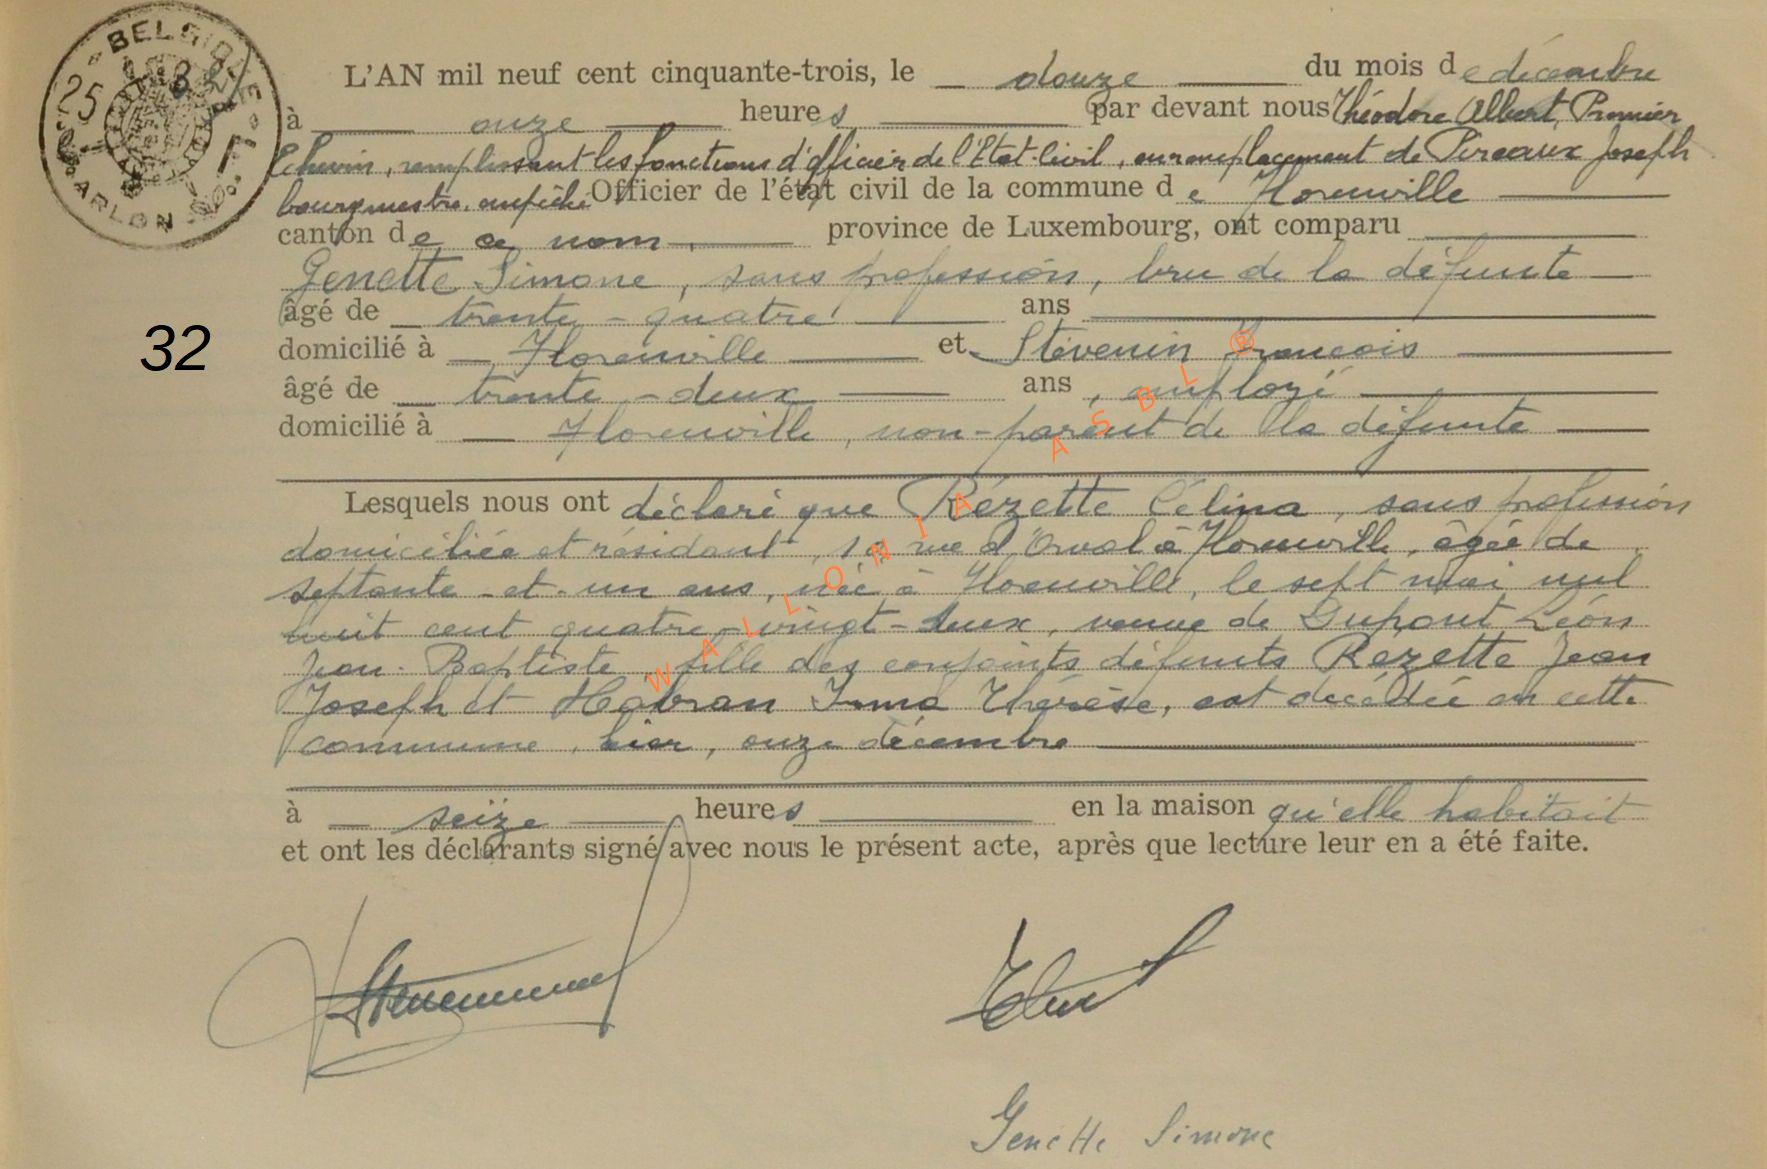 BELGIQUE
25
F
ARLON
L'AN mil neuf cent cinquante-trois, le douze du mois de décembre
à onze heures par devant nous Théodore Albert, Premier
Echevin, remplissant les fonctions d'officier de l'Etat-Civil, en remplacement de Pireaux Joseph
bourgmestre empêché Officier de l'état civil de la commune de Florenville
canton de ce nom, province de Luxembourg, ont comparu
Genette Simone, sans profession, bru de la défunte
âgé de trente-quatre ans
32
domicilié à Florenville et Stévenin François
âgé de trente-deux ans, employé
domicilié à Florenville, non-parent de la défunte
Lesquels nous ont déclaré que Rézette Célina, sans profession
domiciliée et résidant, rue d'Orval à Florenville, âgée de
septante-et-un ans, née à Florenville, le sept mai mil
huit cent quatre-vingt-deux, veuve de Dupont Léon
Jean-Baptiste, fille des conjoints défunts Rézette Jean
Joseph et Habran Irma Thérèse, est décédée en cette
commune, hier, onze décembre
à seize heures en la maison qu'elle habitait
et ont les déclarants signé avec nous le présent acte, après que lecture leur en a été faite.
Genette Simone
WALLONIA ASBL ®